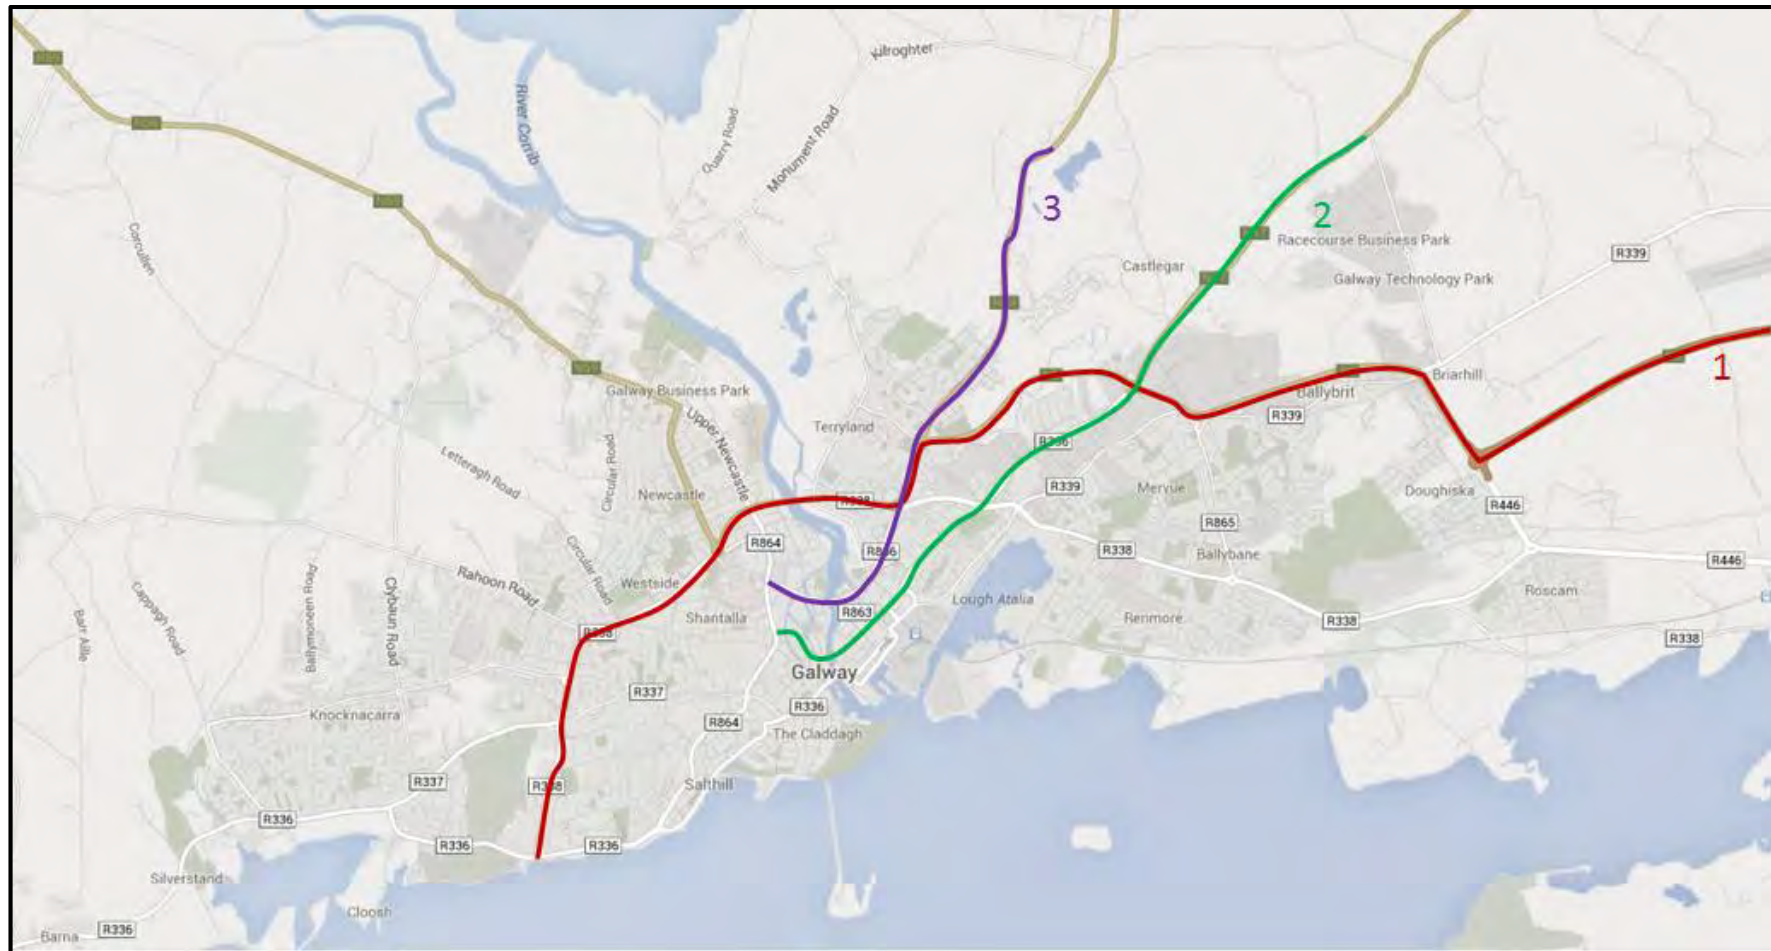 Kilroghter
River Corrib
Quarry Road
Monument Road
3
2
Corcullen
Racecourse Business Park
R339
Castlegar
Galway Technology Park
1
Galway Business Park
Briarhill
Ballybrit
Upper Newcastle
Terryland
R339
R336
Letteragh Road
Circular Road
Newcastle
R338
R339
Mervue
Doughiska
R446
R865
R864
R866
R338
Ballybane
R446
Circular Road
Rahoon Road
Westside
Ballymoneen Road
Clybaun Road
Cappagh Road
Barr Aille
Shantalla
R863
Lough Atalia
Renmore
R338
Roscam
R338
R338
Galway
R337
R336
Knocknacarra
R864
The Claddagh
R337
R338
Salthill
R336
R336
R336
Silverstand
Cloosh
Barna
R336